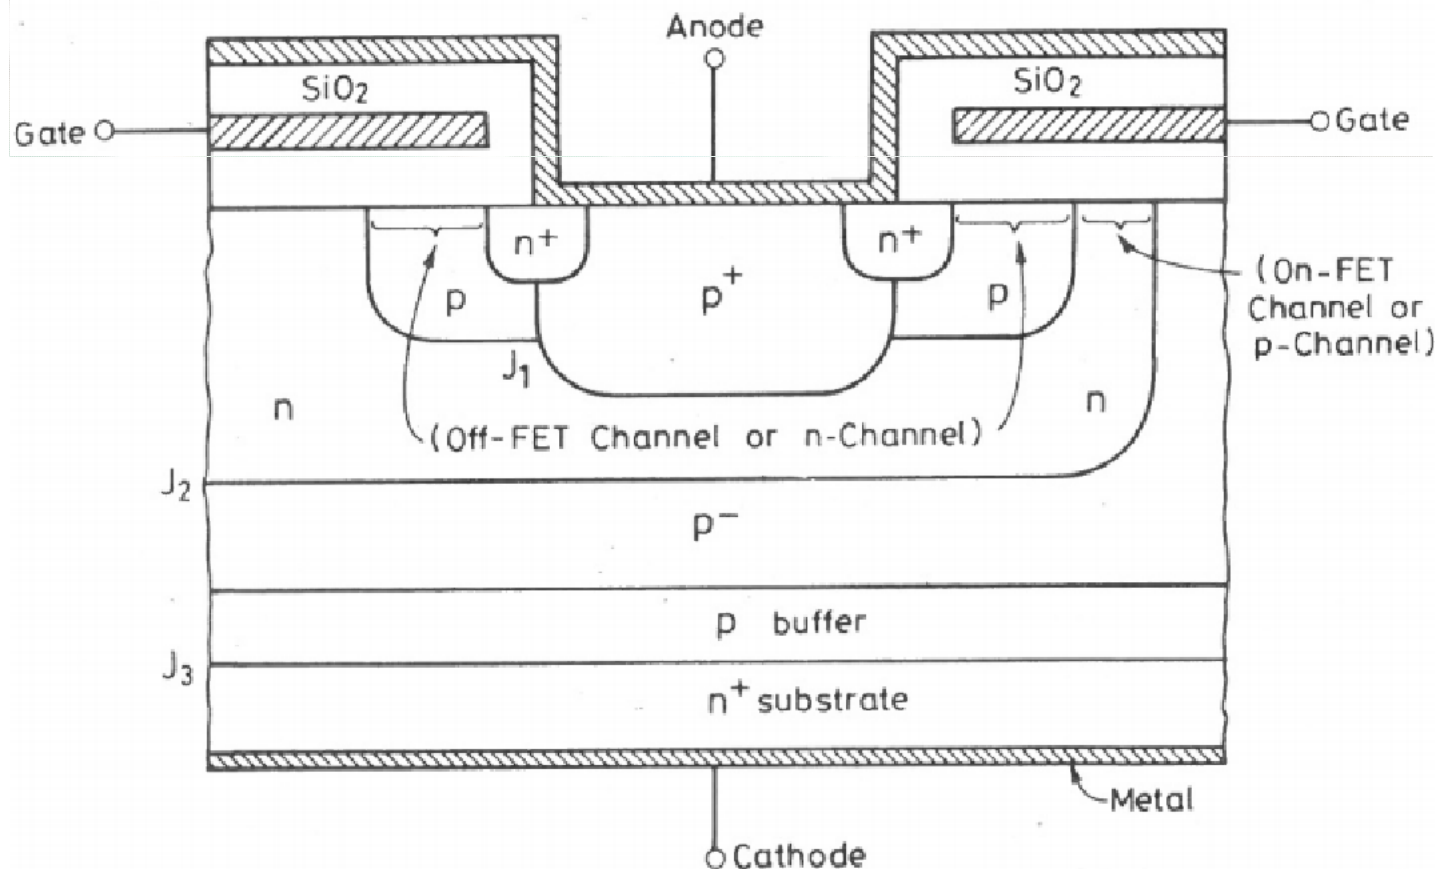 Anode
SiO2
SiO2
Gate
Gate
n+
n+
p+
p
p
(On-FET
Channel or
p-Channel)
J1
n
n
(Off-FET Channel or n-Channel)
J2
p−
p buffer
J3
n+ substrate
Metal
Cathode